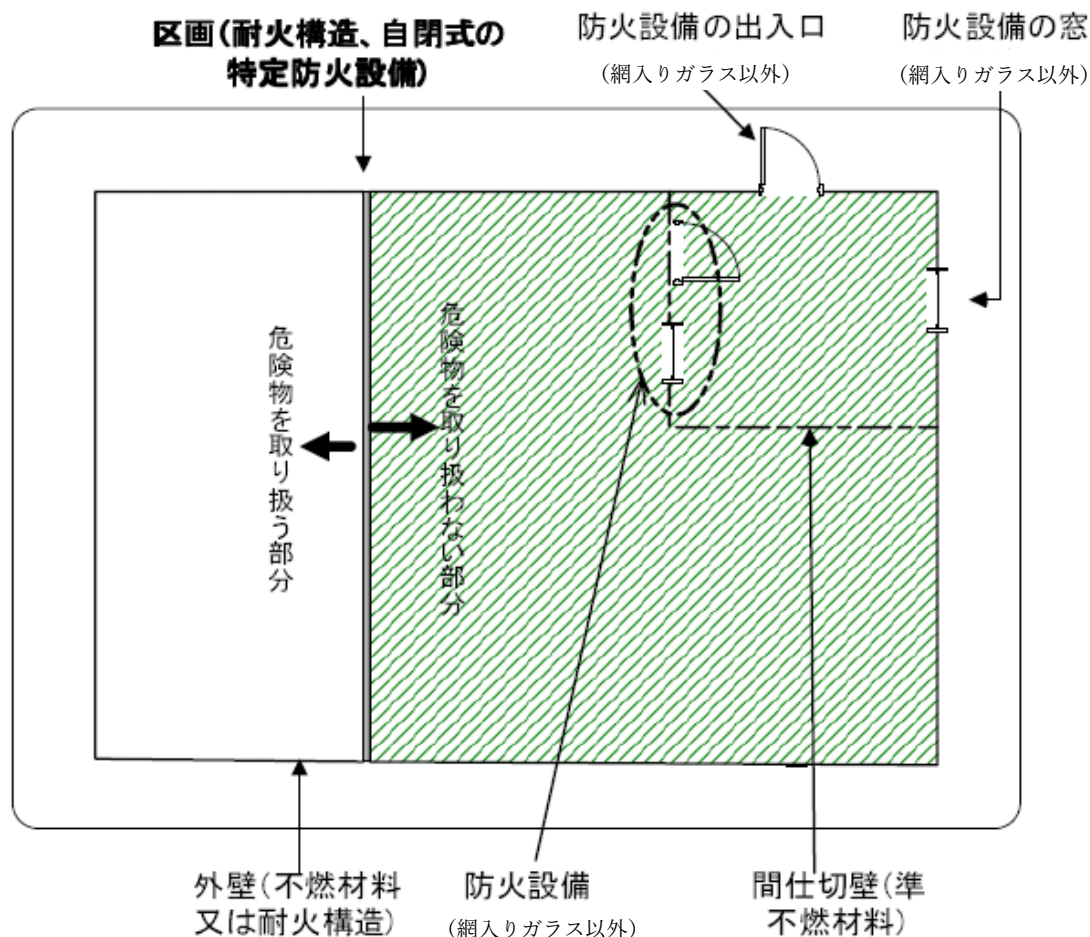 区画(耐火構造、自閉式の
特定防火設備)
防火設備の出入口
(網入りガラス以外)
防火設備の窓
(網入りガラス以外)
危険物を取り扱う部分
危険物を取り扱わない部分
外壁(不燃材料
又は耐火構造)
防火設備
(網入りガラス以外)
間仕切壁(準
不燃材料)